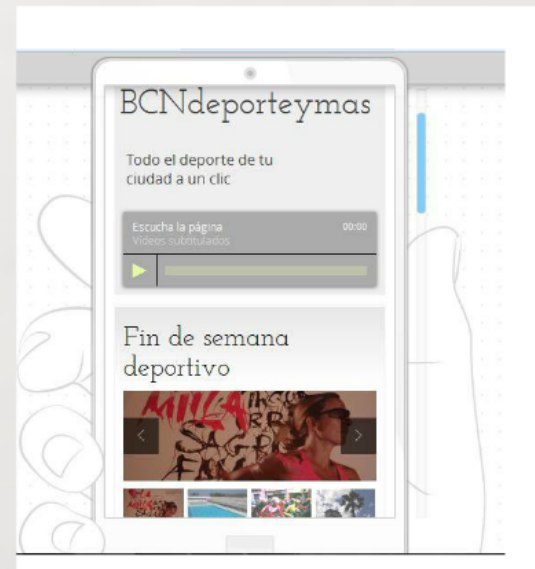 BCNdeporteymas
Todo el deporte de tu
ciudad a un clic
Escucha la página 00:00
Vídeos subtitulados
Fin de semana
deportivo